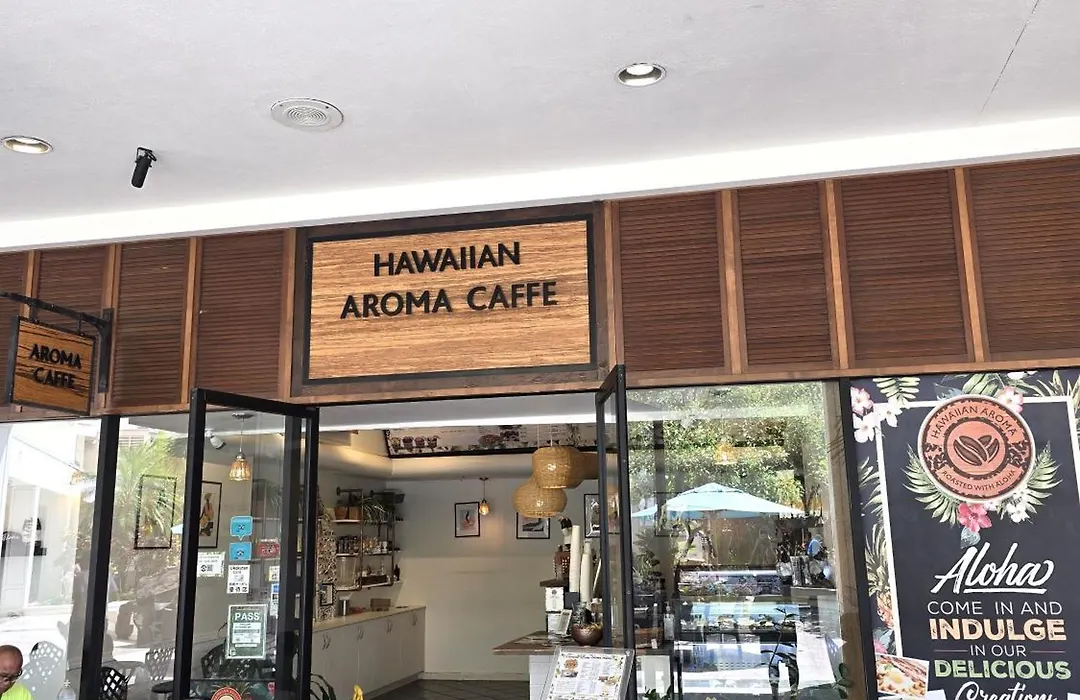 HAWAIIAN
AROMA CAFFE
AROMA
CAFFE
PASS
HAWAIIAN AROMA
ROASTED WITH ALOHA
Aloha
COME IN AND
INDULGE
IN OUR
DELICIOUS
Creations